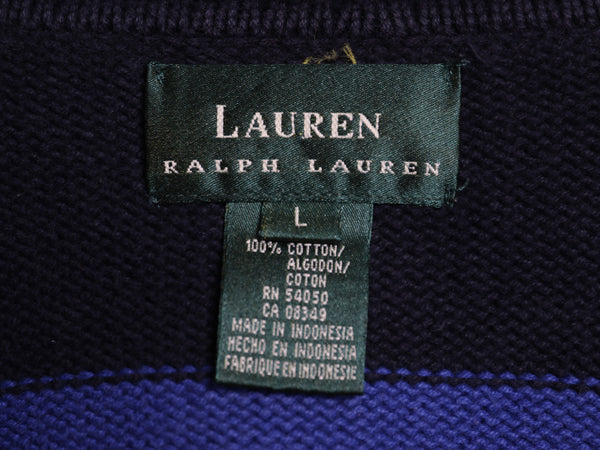 LAUREN
RALPH LAUREN
L
100% COTTON/
ALGODON/
COTON
RN 54050
CA 08349
MADE IN INDONESIA
HECHO EN INDONESIA
FABRIQUE EN INDONESIE